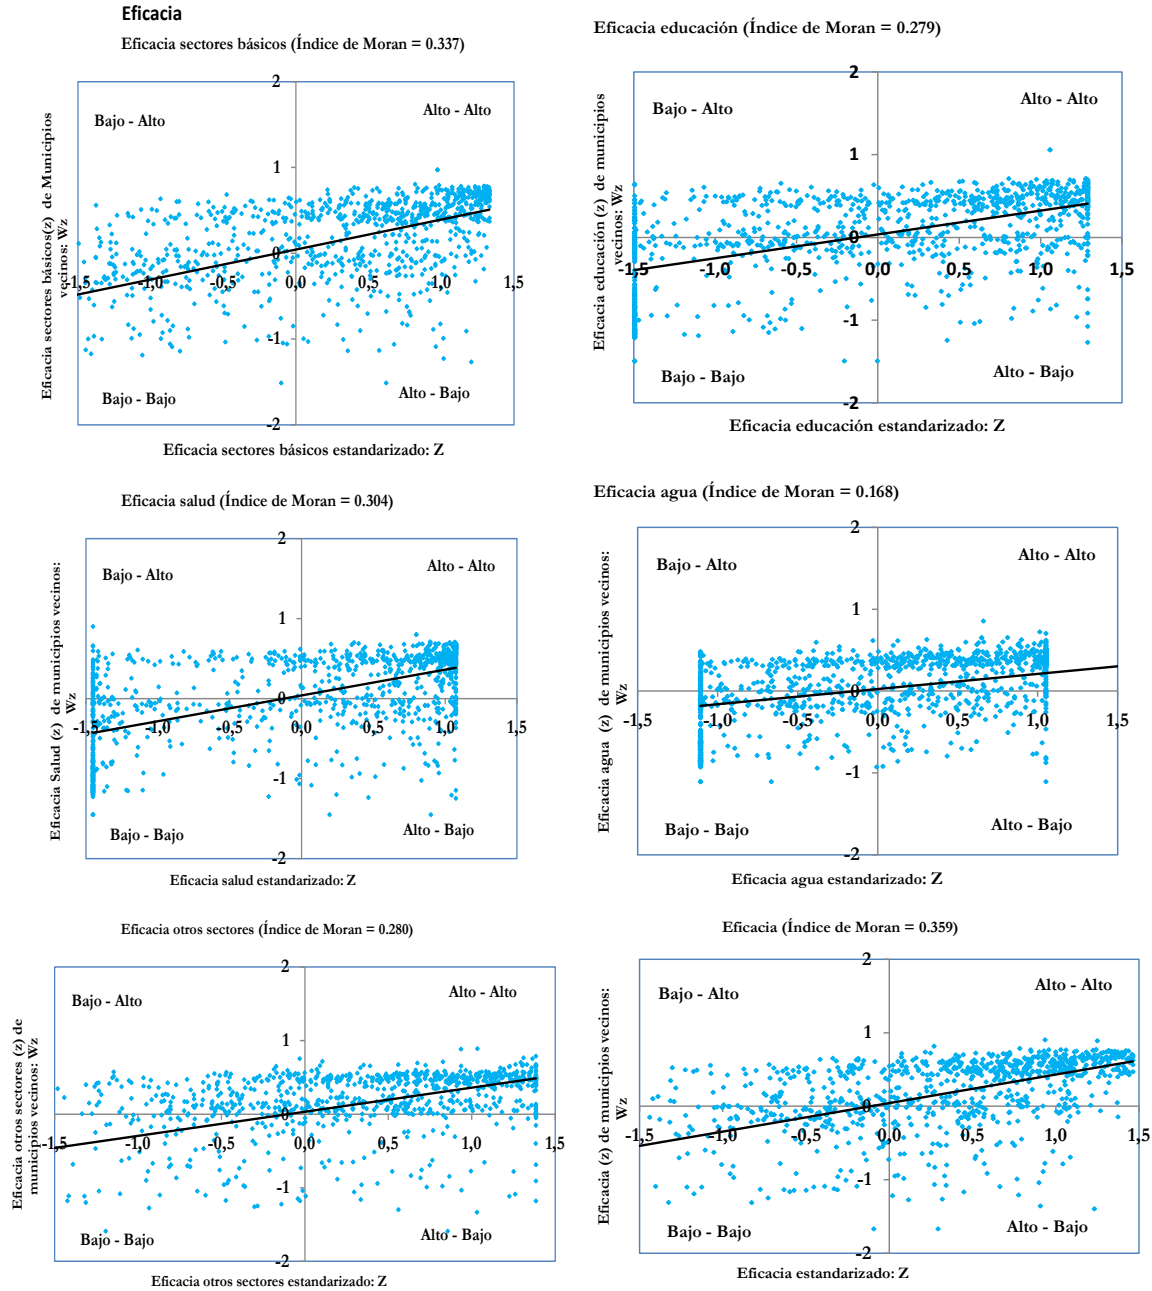 Eficacia
Eficacia sectores básicos (Índice de Moran = 0.337)
Eficacia sectores básicos(z) de Municipios
vecinos: Wz
2
1
0
-1
-2
-1,5
-1,0
-0,5
0,0
0,5
1,0
1,5
Bajo - Alto
Alto - Alto
Bajo - Bajo
Alto - Bajo
Eficacia sectores básicos estandarizado: Z
Eficacia educación (Índice de Moran = 0.279)
Eficacia educación (z) de municipios
vecinos: Wz
2
1
0
-1
-2
-1,5
-1,0
-0,5
0,0
0,5
1,0
1,5
Bajo - Alto
Alto - Alto
Bajo - Bajo
Alto - Bajo
Eficacia educación estandarizado: Z
Eficacia salud (Índice de Moran = 0.304)
Eficacia Salud (z) de municipios vecinos:
Wz
2
1
0
-1
-2
-1,5
-1,0
-0,5
0,0
0,5
1,0
1,5
Bajo - Alto
Alto - Alto
Bajo - Bajo
Alto - Bajo
Eficacia salud estandarizado: Z
Eficacia agua (Índice de Moran = 0.168)
Eficacia agua (z) de municipios vecinos:
Wz
2
1
0
-1
-2
-1,5
-1,0
-0,5
0,0
0,5
1,0
1,5
Bajo - Alto
Alto - Alto
Bajo - Bajo
Alto - Bajo
Eficacia agua estandarizado: Z
Eficacia otros sectores (Índice de Moran = 0.280)
Eficacia otros sectores (z) de
municipios vecinos: Wz
2
1
0
-1
-2
-1,5
-1,0
-0,5
0,0
0,5
1,0
1,5
Bajo - Alto
Alto - Alto
Bajo - Bajo
Alto - Bajo
Eficacia otros sectores estandarizado: Z
Eficacia (Índice de Moran = 0.359)
Eficacia (z) de municipios vecinos:
Wz
2
1
0
-1
-2
-1,5
-1,0
-0,5
0,0
0,5
1,0
1,5
Bajo - Alto
Alto - Alto
Bajo - Bajo
Alto - Bajo
Eficacia estandarizado: Z